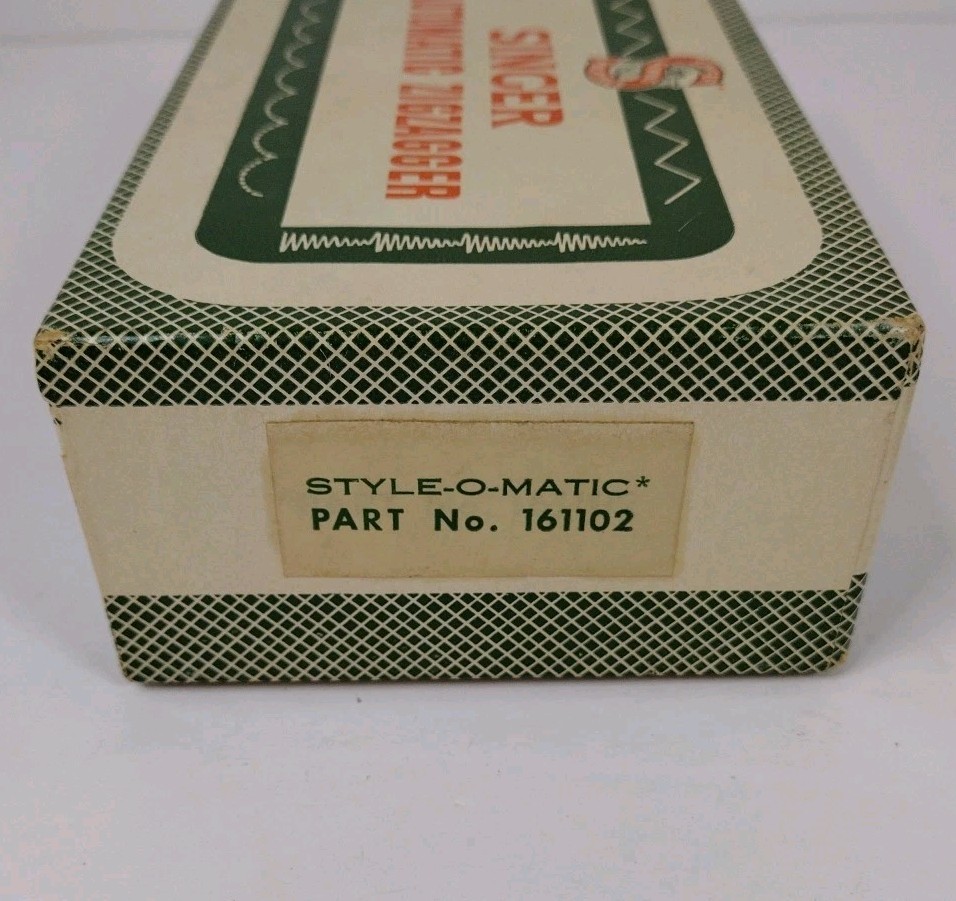 SINGER
AUTOMATIC ZIGZAGGER
S
STYLE-O-MATIC*
PART No. 161102